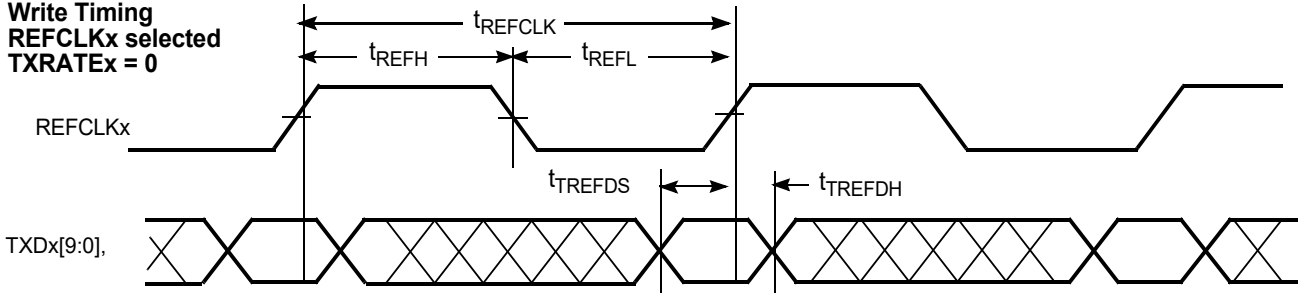 Write Timing
REFCLKx selected
TXRATEx = 0
tREFCLK
tREFH
tREFL
REFCLKx
tTREFDS
tTREFDH
TXDx[9:0],